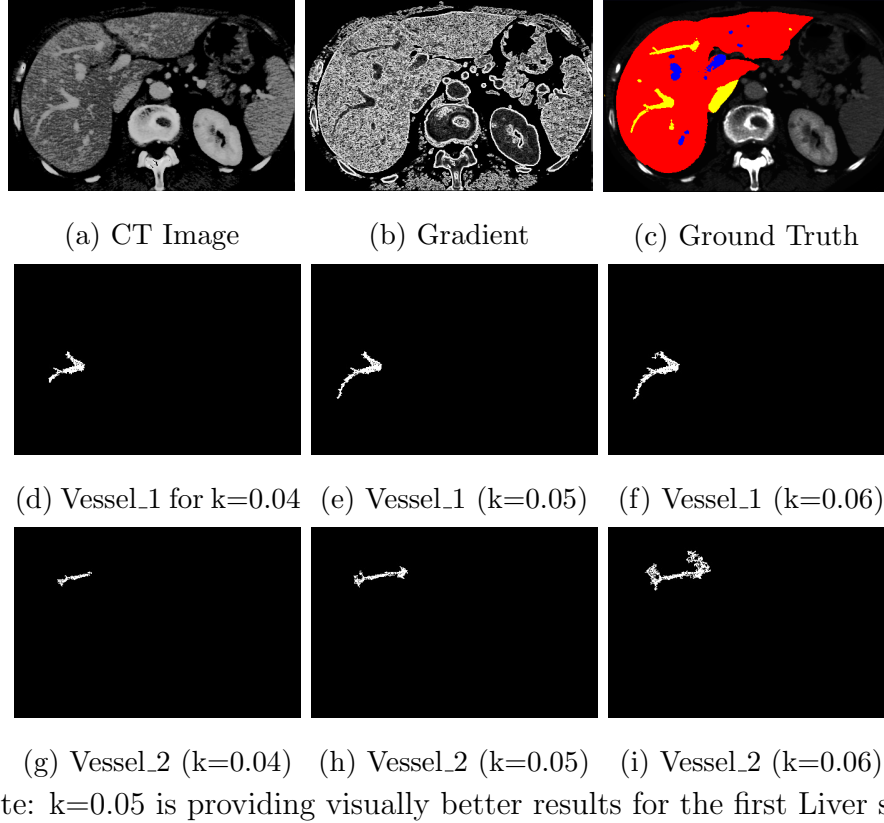 (a) CT Image (b) Gradient (c) Ground Truth
(d) Vessel_1 for k=0.04 (e) Vessel_1 (k=0.05) (f) Vessel_1 (k=0.06)
(g) Vessel_2 (k=0.04) (h) Vessel_2 (k=0.05) (i) Vessel_2 (k=0.06)
te: k=0.05 is providing visually better results for the first Liver s